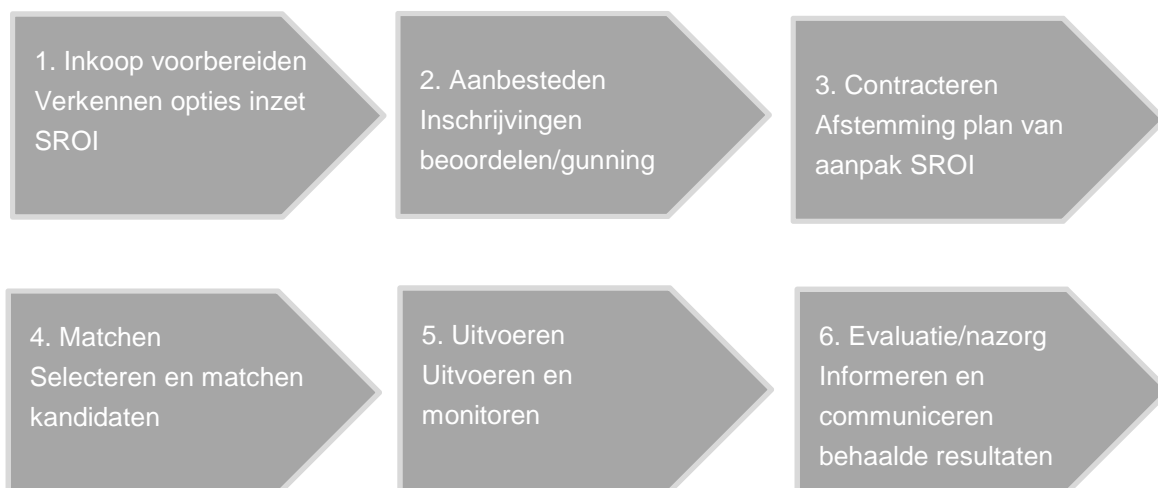 1. Inkoop voorbereiden
Verkennen opties inzet
SROI
2. Aanbesteden
Inschrijvingen
beoordelen/gunning
3. Contracteren
Afstemming plan van
aanpak SROI
4. Matchen
Selecteren en matchen
kandidaten
5. Uitvoeren
Uitvoeren en
monitoren
6. Evaluatie/nazorg
Informeren en
communiceren
behaalde resultaten